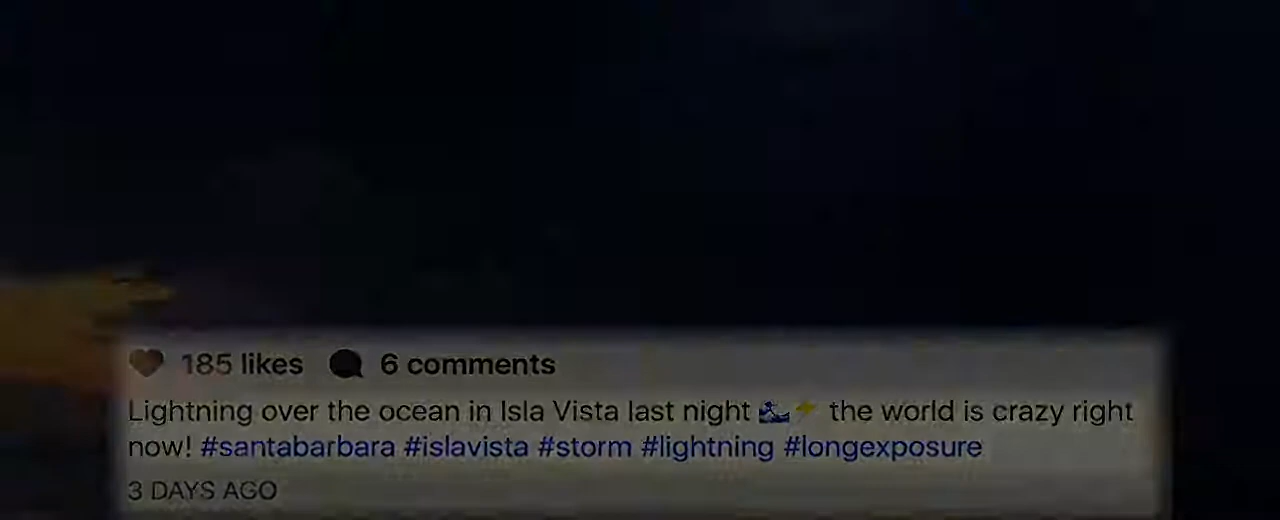 185 likes 6 comments
Lightning over the ocean in Isla Vista last night 🌊⚡ the world is crazy right
now! #santabarbara #islavista #storm #lightning #longexposure
3 DAYS AGO